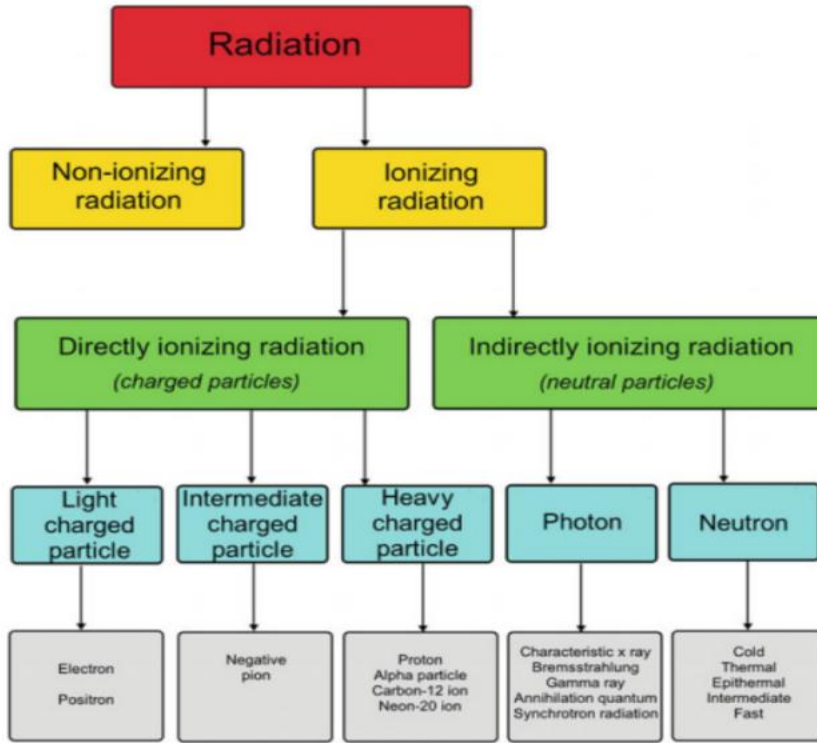 Radiation
Non-ionizing
radiation
Ionizing
radiation
Directly ionizing radiation
(charged particles)
Indirectly ionizing radiation
(neutral particles)
Light
charged
particle
Intermediate
charged
particle
Heavy
charged
particle
Photon
Neutron
Electron
Positron
Negative
pion
Proton
Alpha particle
Carbon-12 ion
Neon-20 ion
Characteristic x ray
Bremsstrahlung
Gamma ray
Annihilation quantum
Synchrotron radiation
Cold
Thermal
Epithermal
Intermediate
Fast